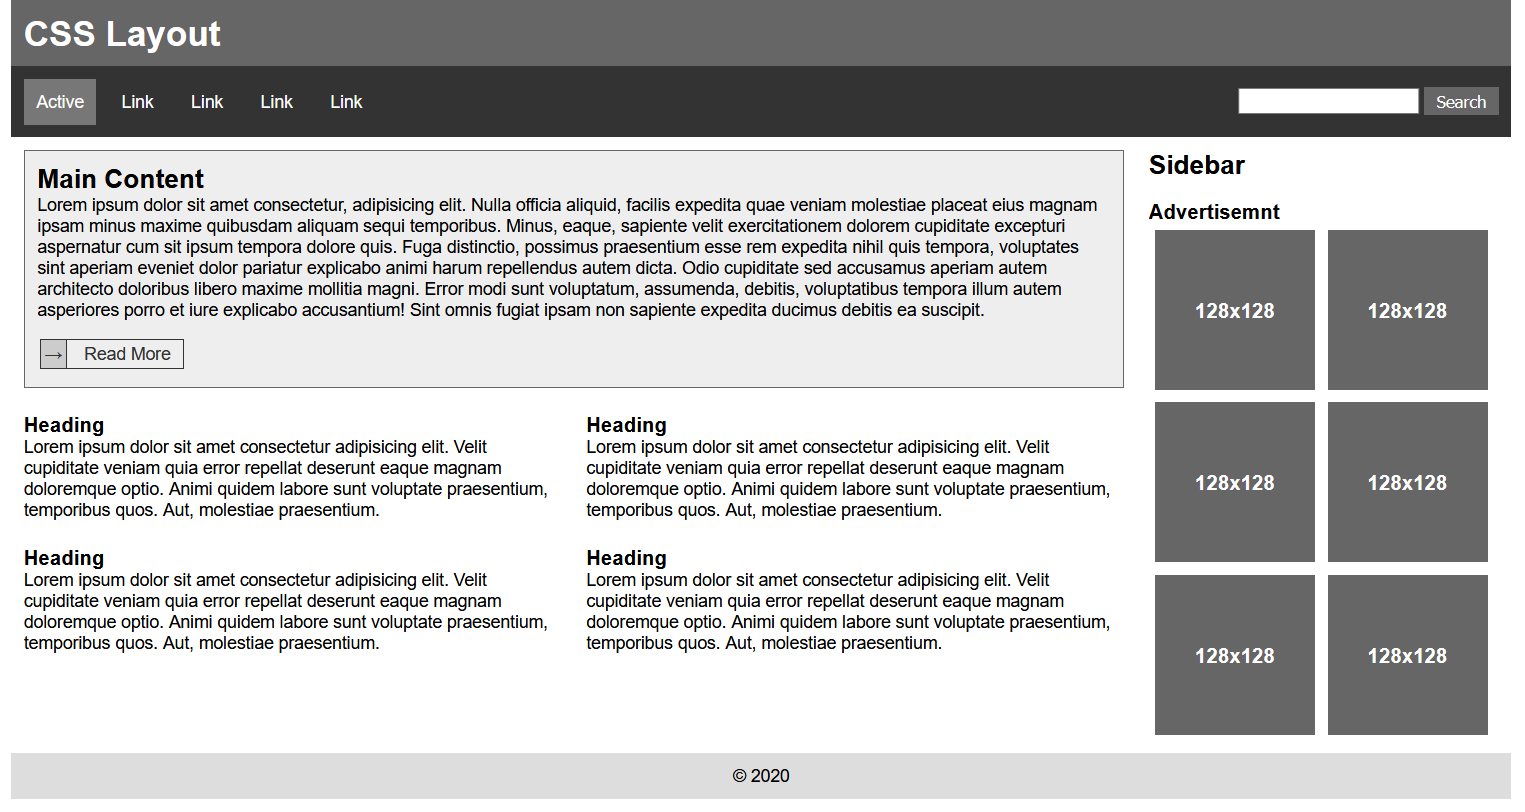 CSS Layout
Active Link Link Link Link Search
Main Content
Lorem ipsum dolor sit amet consectetur, adipisicing elit. Nulla officia aliquid, facilis expedita quae veniam molestiae placeat eius magnam
ipsam minus maxime quibusdam aliquam sequi temporibus. Minus, eaque, sapiente velit exercitationem dolorem cupiditate excepturi
aspernatur cum sit ipsum tempora dolore quis. Fuga distinctio, possimus praesentium esse rem expedita nihil quis tempora, voluptates
sint aperiam eveniet dolor pariatur explicabo animi harum repellendus autem dicta. Odio cupiditate sed accusamus aperiam autem
architecto doloribus libero maxime mollitia magni. Error modi sunt voluptatum, assumenda, debitis, voluptatibus tempora illum autem
asperiores porro et iure explicabo accusantium! Sint omnis fugiat ipsam non sapiente expedita ducimus debitis ea suscipit.
→ Read More
Heading
Lorem ipsum dolor sit amet consectetur adipisicing elit. Velit
cupiditate veniam quia error repellat deserunt eaque magnam
doloremque optio. Animi quidem labore sunt voluptate praesentium,
temporibus quos. Aut, molestiae praesentium.
Heading
Lorem ipsum dolor sit amet consectetur adipisicing elit. Velit
cupiditate veniam quia error repellat deserunt eaque magnam
doloremque optio. Animi quidem labore sunt voluptate praesentium,
temporibus quos. Aut, molestiae praesentium.
Heading
Lorem ipsum dolor sit amet consectetur adipisicing elit. Velit
cupiditate veniam quia error repellat deserunt eaque magnam
doloremque optio. Animi quidem labore sunt voluptate praesentium,
temporibus quos. Aut, molestiae praesentium.
Heading
Lorem ipsum dolor sit amet consectetur adipisicing elit. Velit
cupiditate veniam quia error repellat deserunt eaque magnam
doloremque optio. Animi quidem labore sunt voluptate praesentium,
temporibus quos. Aut, molestiae praesentium.
Sidebar
Advertisemnt
128x128 128x128
128x128 128x128
128x128 128x128
© 2020